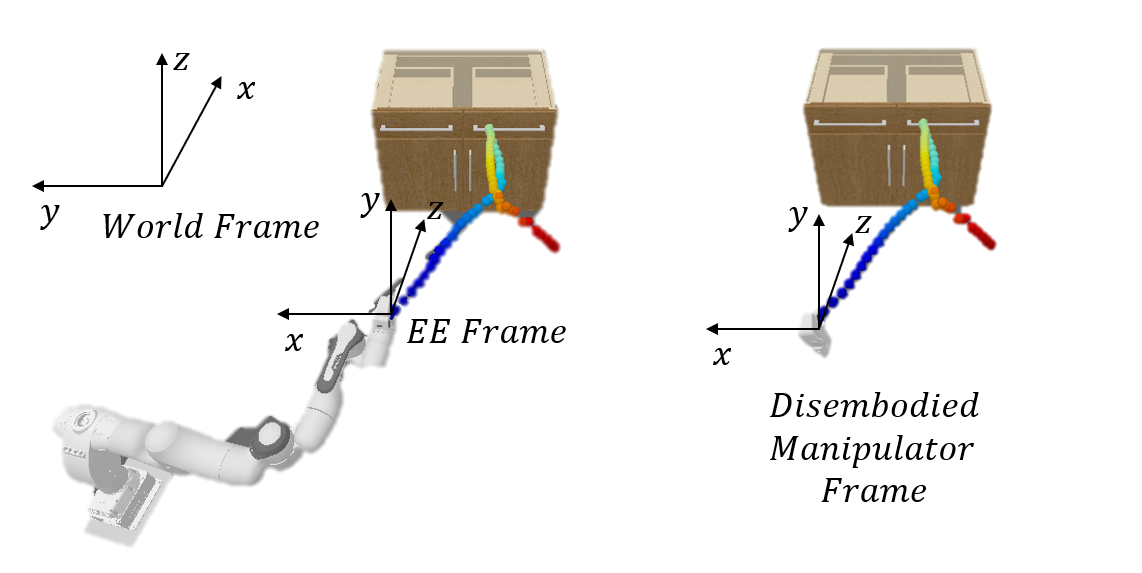 z
x
y
World Frame
y
z
x
EE Frame
y
z
x
Disembodied
Manipulator
Frame